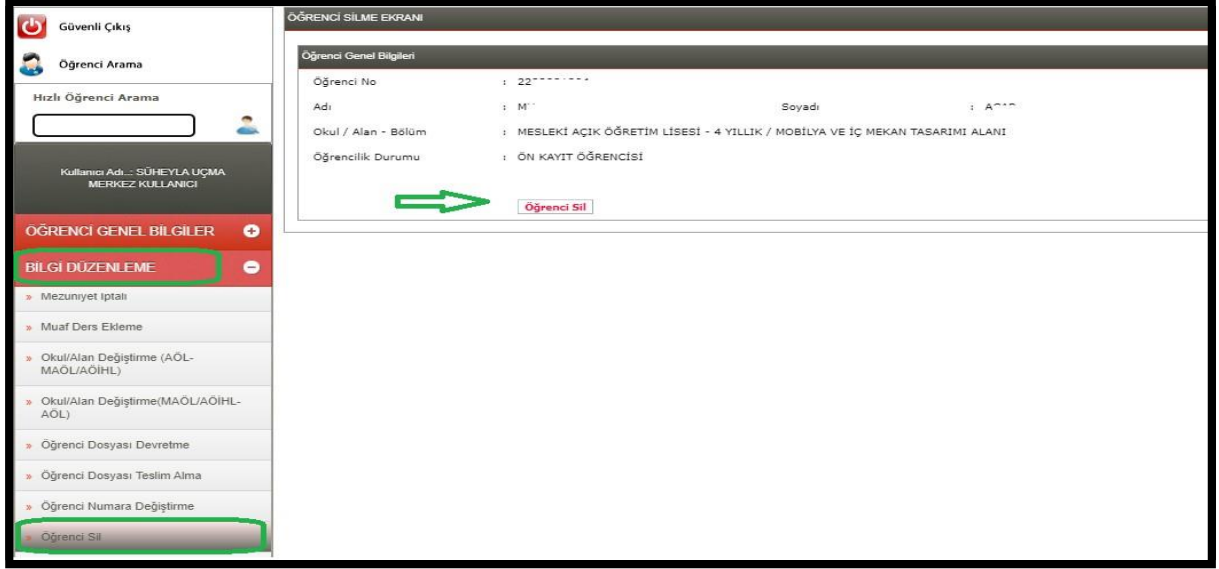 Güvenli Çıkış
Öğrenci Arama
Hızlı Öğrenci Arama
Kullanıcı Adı..: SÜHEYLA UÇMA
MERKEZ KULLANICI
ÖĞRENCİ GENEL BİLGİLER
BİLGİ DÜZENLEME
» Mezuniyet İptali
» Muaf Ders Ekleme
» Okul/Alan Değiştirme (AÖL-
MAÖL/AÖİHL)
» Okul/Alan Değiştirme(MAÖL/AÖİHL-
AÖL)
» Öğrenci Dosyası Devretme
» Öğrenci Dosyası Teslim Alma
» Öğrenci Numara Değiştirme
» Öğrenci Sil
ÖĞRENCİ SİLME EKRANI
Öğrenci Genel Bilgileri
Öğrenci No : 22
Adı : M Soyadı : A
Okul / Alan - Bölüm : MESLEKİ AÇIK ÖĞRETİM LİSESİ - 4 YILLIK / MOBİLYA VE İÇ MEKAN TASARIMI ALANI
Öğrencilik Durumu : ÖN KAYIT ÖĞRENCİSİ
Öğrenci Sil